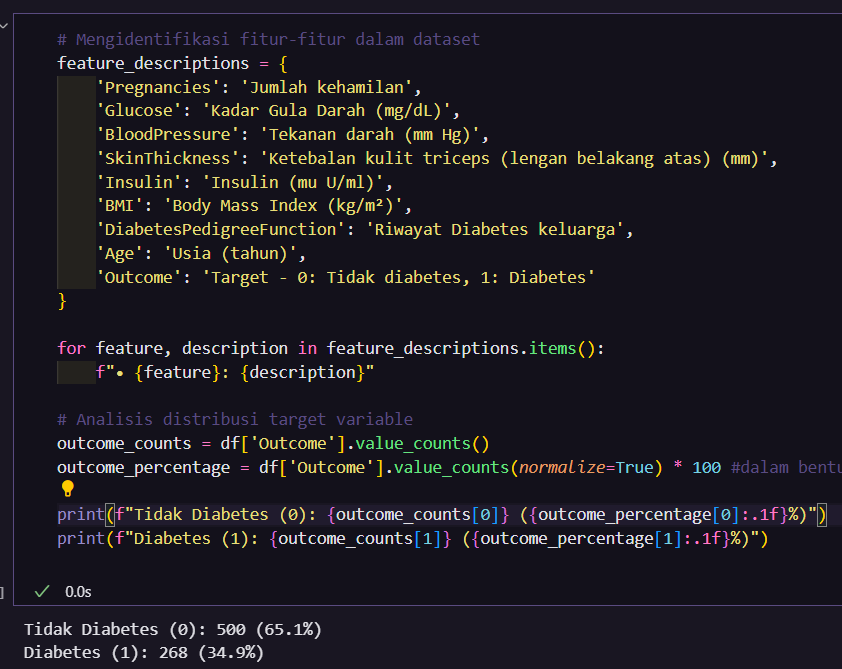 # Mengidentifikasi fitur-fitur dalam dataset
feature_descriptions = {
    'Pregnancies': 'Jumlah kehamilan',
    'Glucose': 'Kadar Gula Darah (mg/dL)',
    'BloodPressure': 'Tekanan darah (mm Hg)',
    'SkinThickness': 'Ketebalan kulit triceps (lengan belakang atas) (mm)',
    'Insulin': 'Insulin (mu U/ml)',
    'BMI': 'Body Mass Index (kg/m²)',
    'DiabetesPedigreeFunction': 'Riwayat Diabetes keluarga',
    'Age': 'Usia (tahun)',
    'Outcome': 'Target - 0: Tidak diabetes, 1: Diabetes'
}
for feature, description in feature_descriptions.items():
    f"• {feature}: {description}"
# Analisis distribusi target variable
outcome_counts = df['Outcome'].value_counts()
outcome_percentage = df['Outcome'].value_counts(normalize=True) * 100 #dalam bentu
print(f"Tidak Diabetes (0): {outcome_counts[0]} ({outcome_percentage[0]:.1f}%)")
print(f"Diabetes (1): {outcome_counts[1]} ({outcome_percentage[1]:.1f}%)")
]
0.0s
Tidak Diabetes (0): 500 (65.1%)
Diabetes (1): 268 (34.9%)